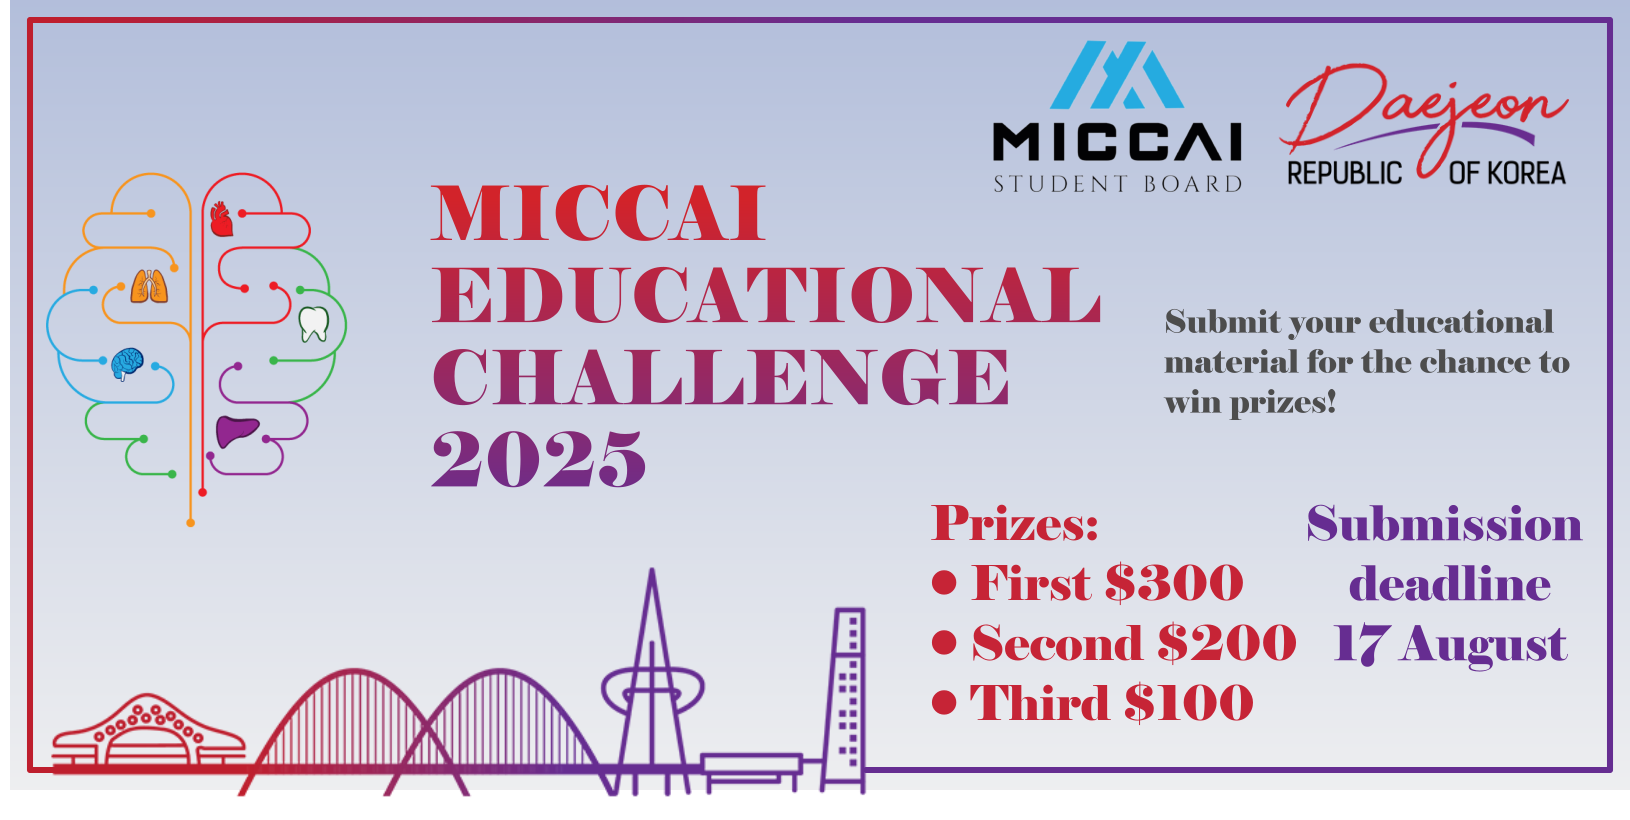 MICCAI
STUDENT BOARD
Daejeon
REPUBLIC OF KOREA
MICCAI
EDUCATIONAL
CHALLENGE
2025
Submit your educational
material for the chance to
win prizes!
Prizes:
• First $300
• Second $200
• Third $100
Submission
deadline
17 August